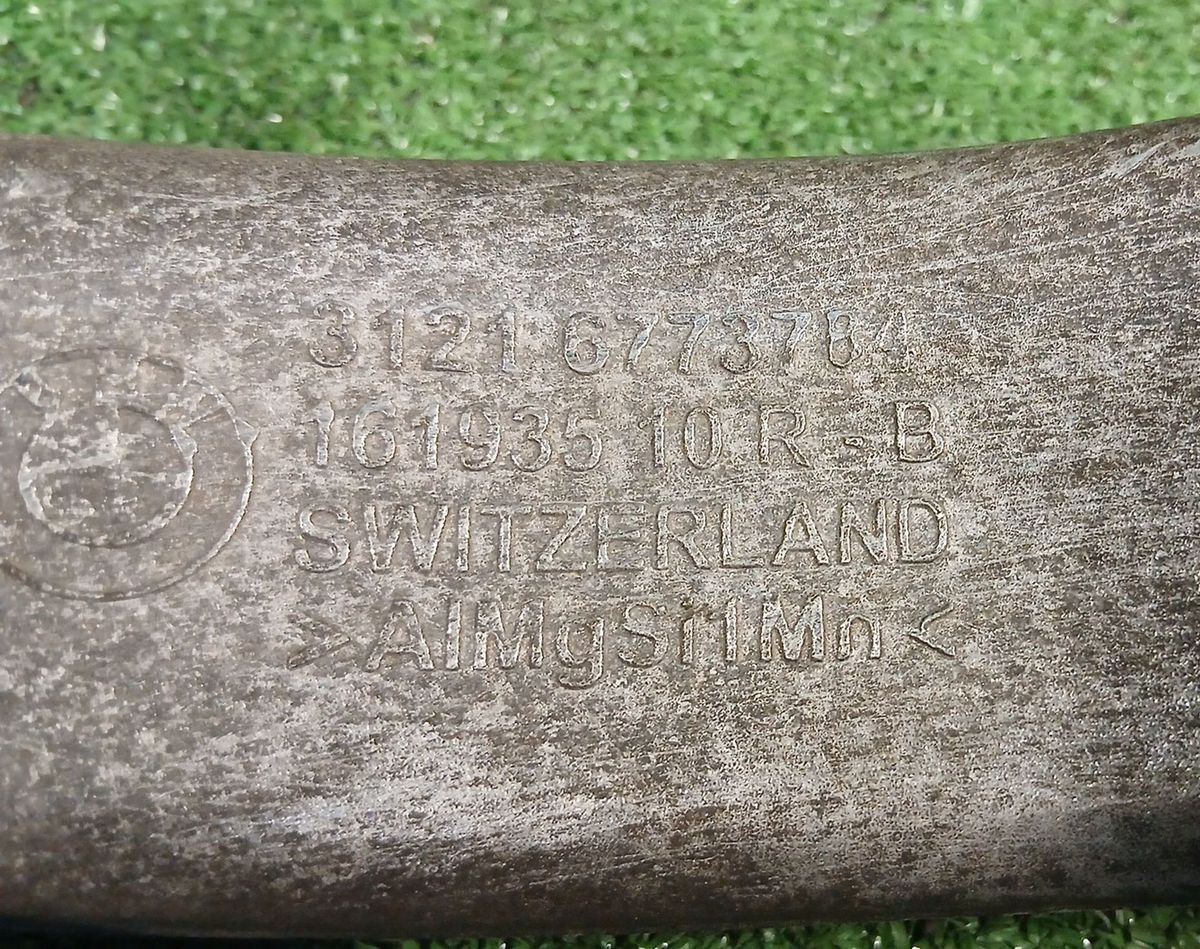 3121 6773784
161935 10 R - B
SWITZERLAND
>AlMgSi1Mn<